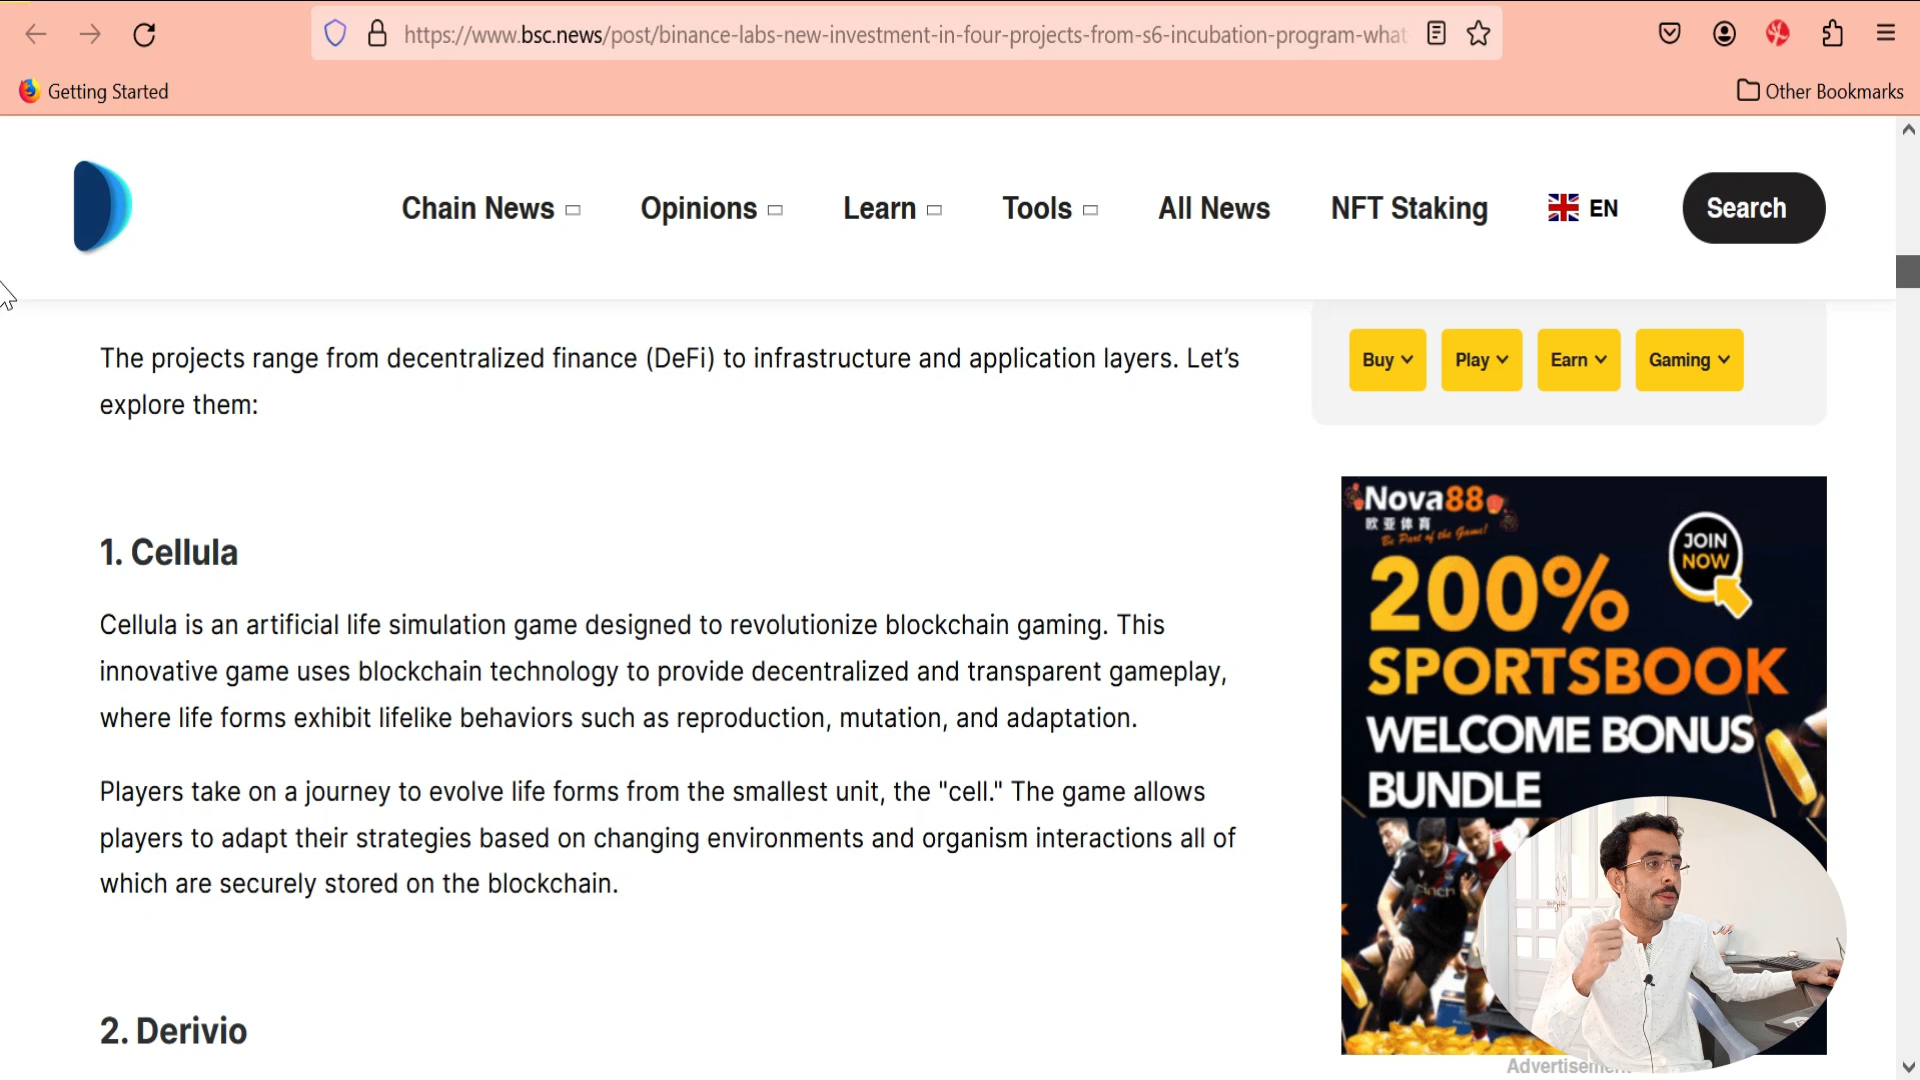 https://www.bsc.news/post/binance-labs-new-investment-in-four-projects-from-s6-incubation-program-what
Getting Started
Other Bookmarks
Chain News
Opinions
Learn
Tools
All News
NFT Staking
EN
Search
The projects range from decentralized finance (DeFi) to infrastructure and application layers. Let’s
explore them:
Buy
Play
Earn
Gaming
1. Cellula
Cellula is an artificial life simulation game designed to revolutionize blockchain gaming. This
innovative game uses blockchain technology to provide decentralized and transparent gameplay,
where life forms exhibit lifelike behaviors such as reproduction, mutation, and adaptation.
Players take on a journey to evolve life forms from the smallest unit, the "cell." The game allows
players to adapt their strategies based on changing environments and organism interactions all of
which are securely stored on the blockchain.
2. Derivio
Nova88
欧亚体育
Be Part of the Game!
JOIN
NOW
200%
SPORTSBOOK
WELCOME BONUS
BUNDLE